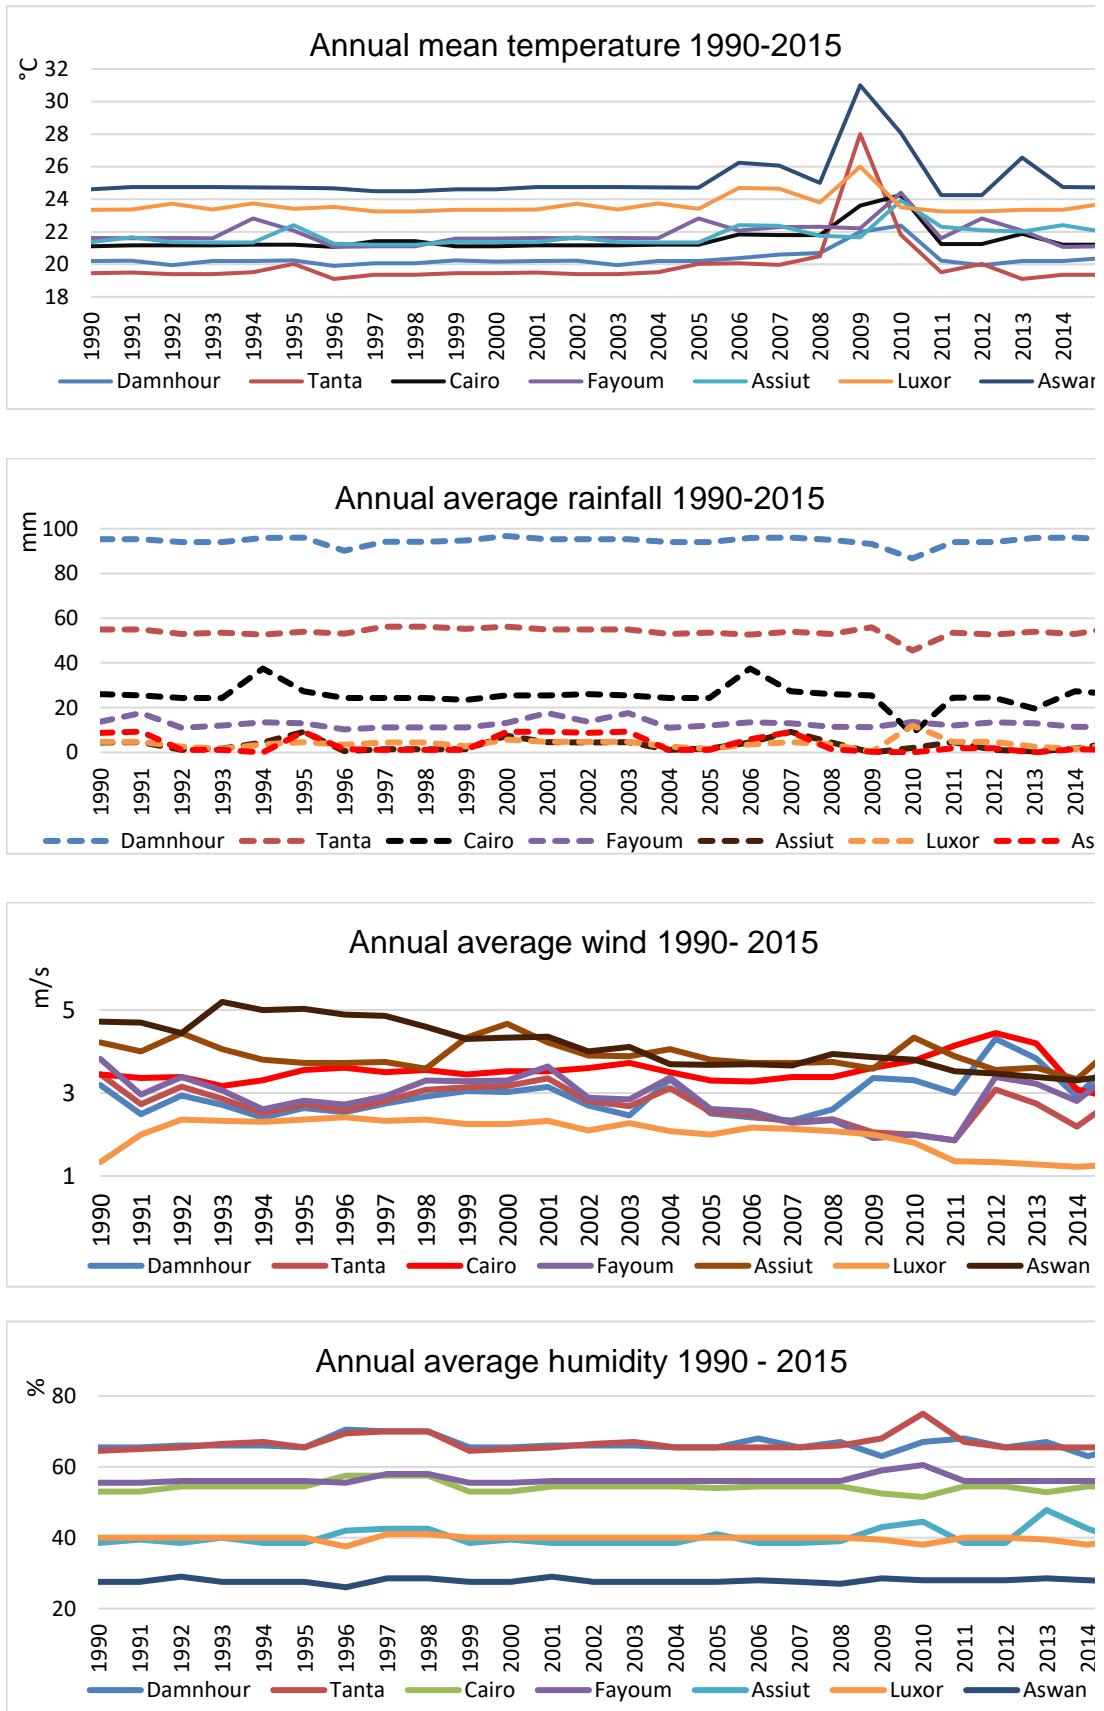 Annual mean temperature 1990-2015
°C
32
30
28
26
24
22
20
18
1990 1991 1992 1993 1994 1995 1996 1997 1998 1999 2000 2001 2002 2003 2004 2005 2006 2007 2008 2009 2010 2011 2012 2013 2014
Damnhour Tanta Cairo Fayoum Assiut Luxor Aswan
Annual average rainfall 1990-2015
mm
100
80
60
40
20
0
1990 1991 1992 1993 1994 1995 1996 1997 1998 1999 2000 2001 2002 2003 2004 2005 2006 2007 2008 2009 2010 2011 2012 2013 2014
Damnhour Tanta Cairo Fayoum Assiut Luxor As
Annual average wind 1990- 2015
m/s
5
3
1
1990 1991 1992 1993 1994 1995 1996 1997 1998 1999 2000 2001 2002 2003 2004 2005 2006 2007 2008 2009 2010 2011 2012 2013 2014
Damnhour Tanta Cairo Fayoum Assiut Luxor Aswan
Annual average humidity 1990 - 2015
%
80
60
40
20
1990 1991 1992 1993 1994 1995 1996 1997 1998 1999 2000 2001 2002 2003 2004 2005 2006 2007 2008 2009 2010 2011 2012 2013 2014
Damnhour Tanta Cairo Fayoum Assiut Luxor Aswan